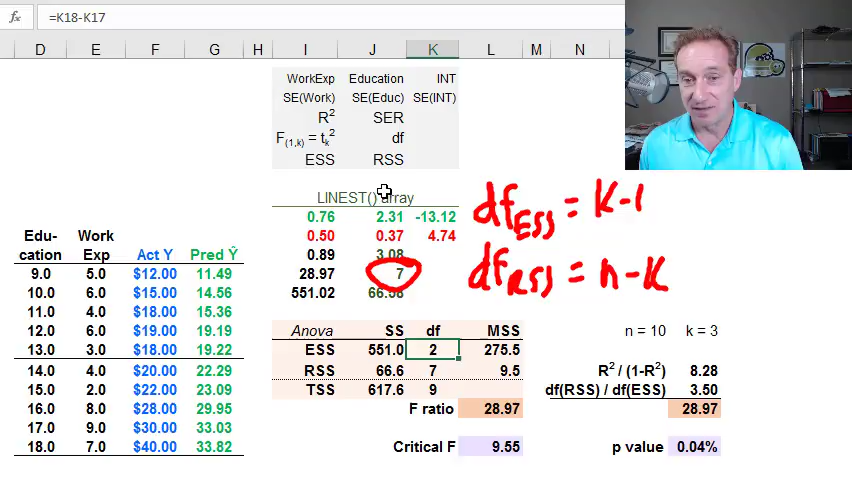 fx =K18-K17
D E F G H I J K L M N
WorkExp Education INT
SE(Work) SE(Educ) SE(INT)
R² SER
F(1,k) = tk² df
ESS RSS
LINEST() array
0.76 2.31 -13.12
0.50 0.37 4.74
0.89 3.08
28.97 7
551.02 66.58
dfESS = K-1
dfRSS = n-K
Edu- Work
cation Exp Act Y Pred Ŷ
9.0 5.0 $12.00 11.49
10.0 6.0 $15.00 14.56
11.0 4.0 $18.00 15.36
12.0 6.0 $19.00 19.19
13.0 3.0 $18.00 19.22
14.0 4.0 $20.00 22.29
15.0 2.0 $22.00 23.09
16.0 8.0 $28.00 29.95
17.0 9.0 $30.00 33.03
18.0 7.0 $40.00 33.82
Anova SS df MSS
ESS 551.0 2 275.5
RSS 66.6 7 9.5
TSS 617.6 9
F ratio 28.97
Critical F 9.55
n = 10 k = 3
R² / (1-R²) 8.28
df(RSS) / df(ESS) 3.50
28.97
p value 0.04%